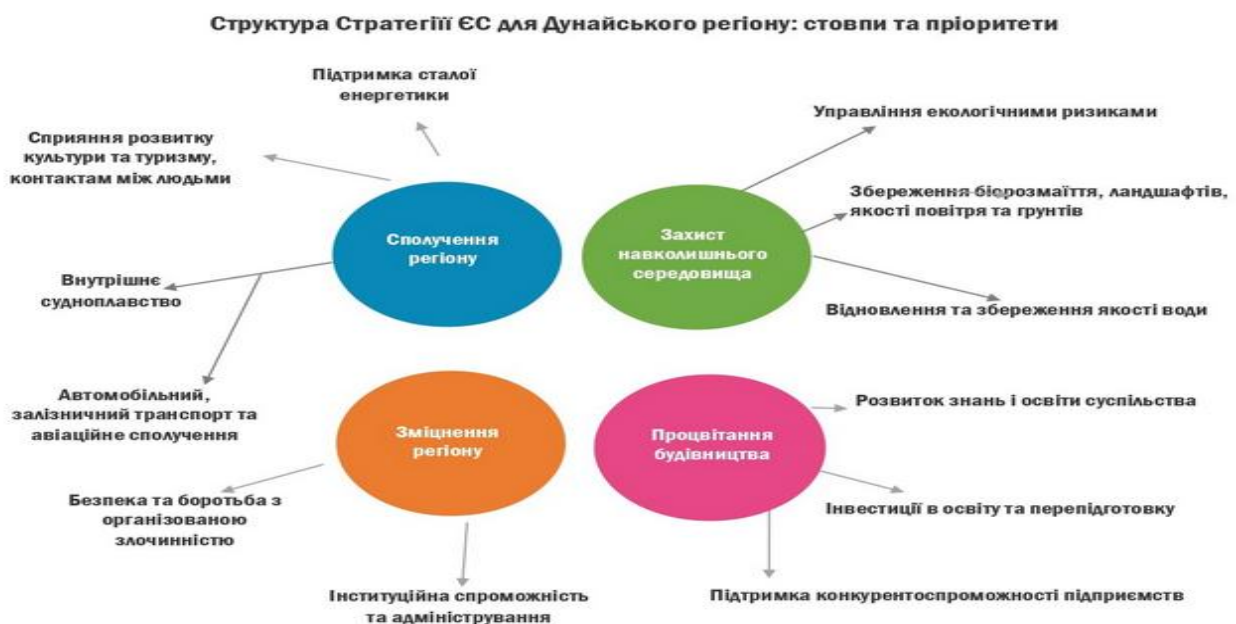 Структура Стратегіїї ЄС для Дунайського регіону: стовпи та пріоритети
Підтримка сталої
енергетики
Сприяння розвитку
культури та туризму,
контактам між людьми
Внутрішнє
судноплавство
Автомобільний,
залізничний транспорт та
авіаційне сполучення
Сполучення
регіону
Захист
навколишнього
середовища
Управління екологічними ризиками
Збереження біорозмаїття, ландшафтів,
якості повітря та грунтів
Відновлення та збереження якості води
Зміцнення
регіону
Безпека та боротьба з
організованою
злочинністю
Інституційна спроможність
та адміністрування
Процвітання
будівництва
Розвиток знань і освіти суспільства
Інвестиції в освіту та перепідготовку
Підтримка конкурентоспроможності підприємств